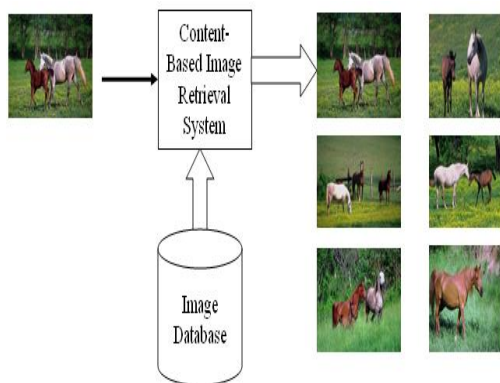 Content-
Based Image
Retrieval
System
Image
Database